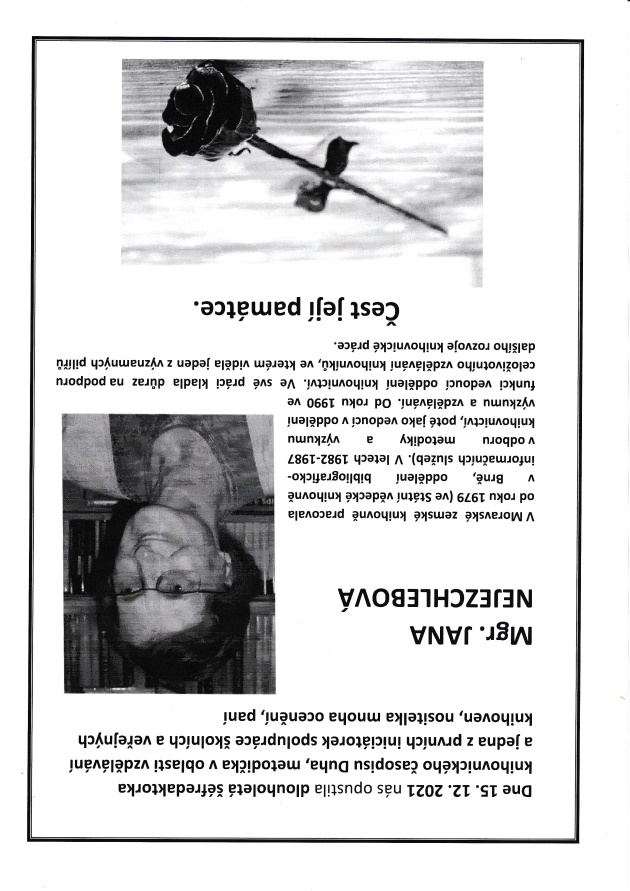 Dne 15. 12. 2021 nás opustila dlouholetá šéfredaktorka
knihovnického časopisu Duha, metodička v oblasti vzdělávání
a jedna z prvních iniciátorek spolupráce školních a veřejných
knihoven, nositelka mnoha ocenění, paní
Mgr. JANA
NEJEZCHLEBOVÁ
V Moravské zemské knihovně pracovala
od roku 1979 (ve Státní vědecké knihovně
v Brně, oddělení bibliograficko-
informačních služeb). V letech 1982-1987
v odboru metodiky a výzkumu
knihovnictví, poté jako vedoucí v oddělení
výzkumu a vzdělávání. Od roku 1990 ve
funkci vedoucí oddělení knihovnictví. Ve své práci kladla důraz na podporu
celoživotního vzdělávání knihovníků, ve kterém viděla jeden z významných pilířů
dalšího rozvoje knihovnické práce.
Čest její památce.